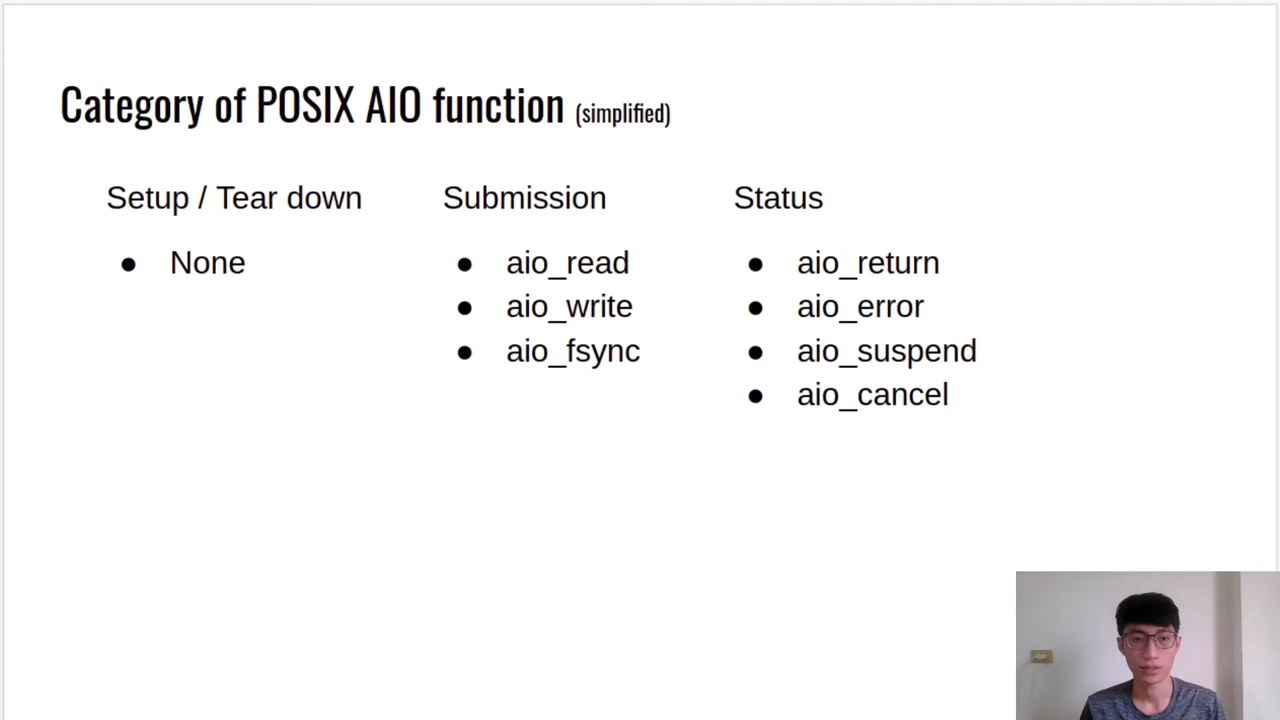 Category of POSIX AIO function (simplified)
Setup / Tear down
● None
Submission
● aio_read
● aio_write
● aio_fsync
Status
● aio_return
● aio_error
● aio_suspend
● aio_cancel